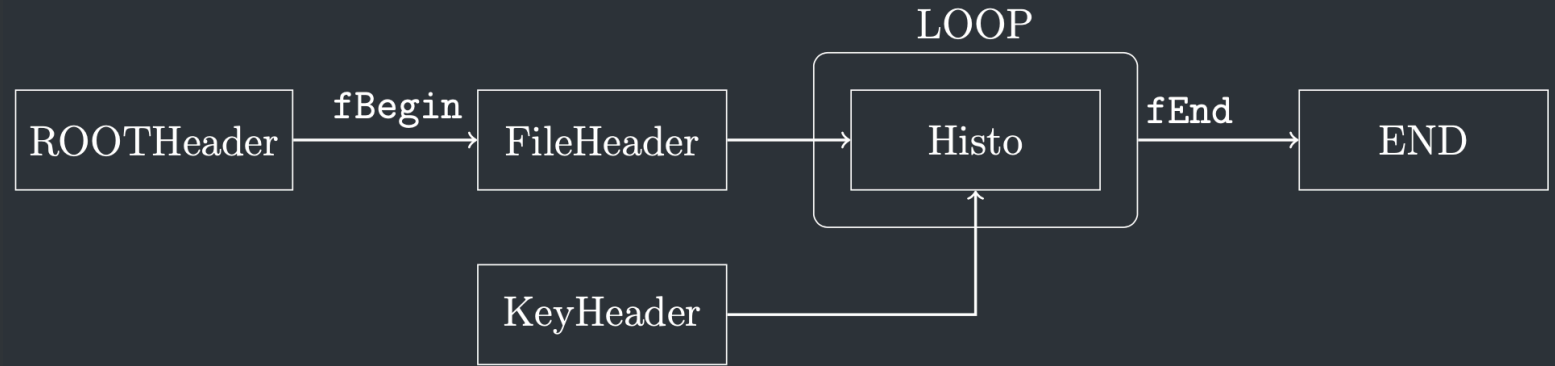 LOOP
ROOTHeader
fBegin
FileHeader
Histo
fEnd
END
KeyHeader